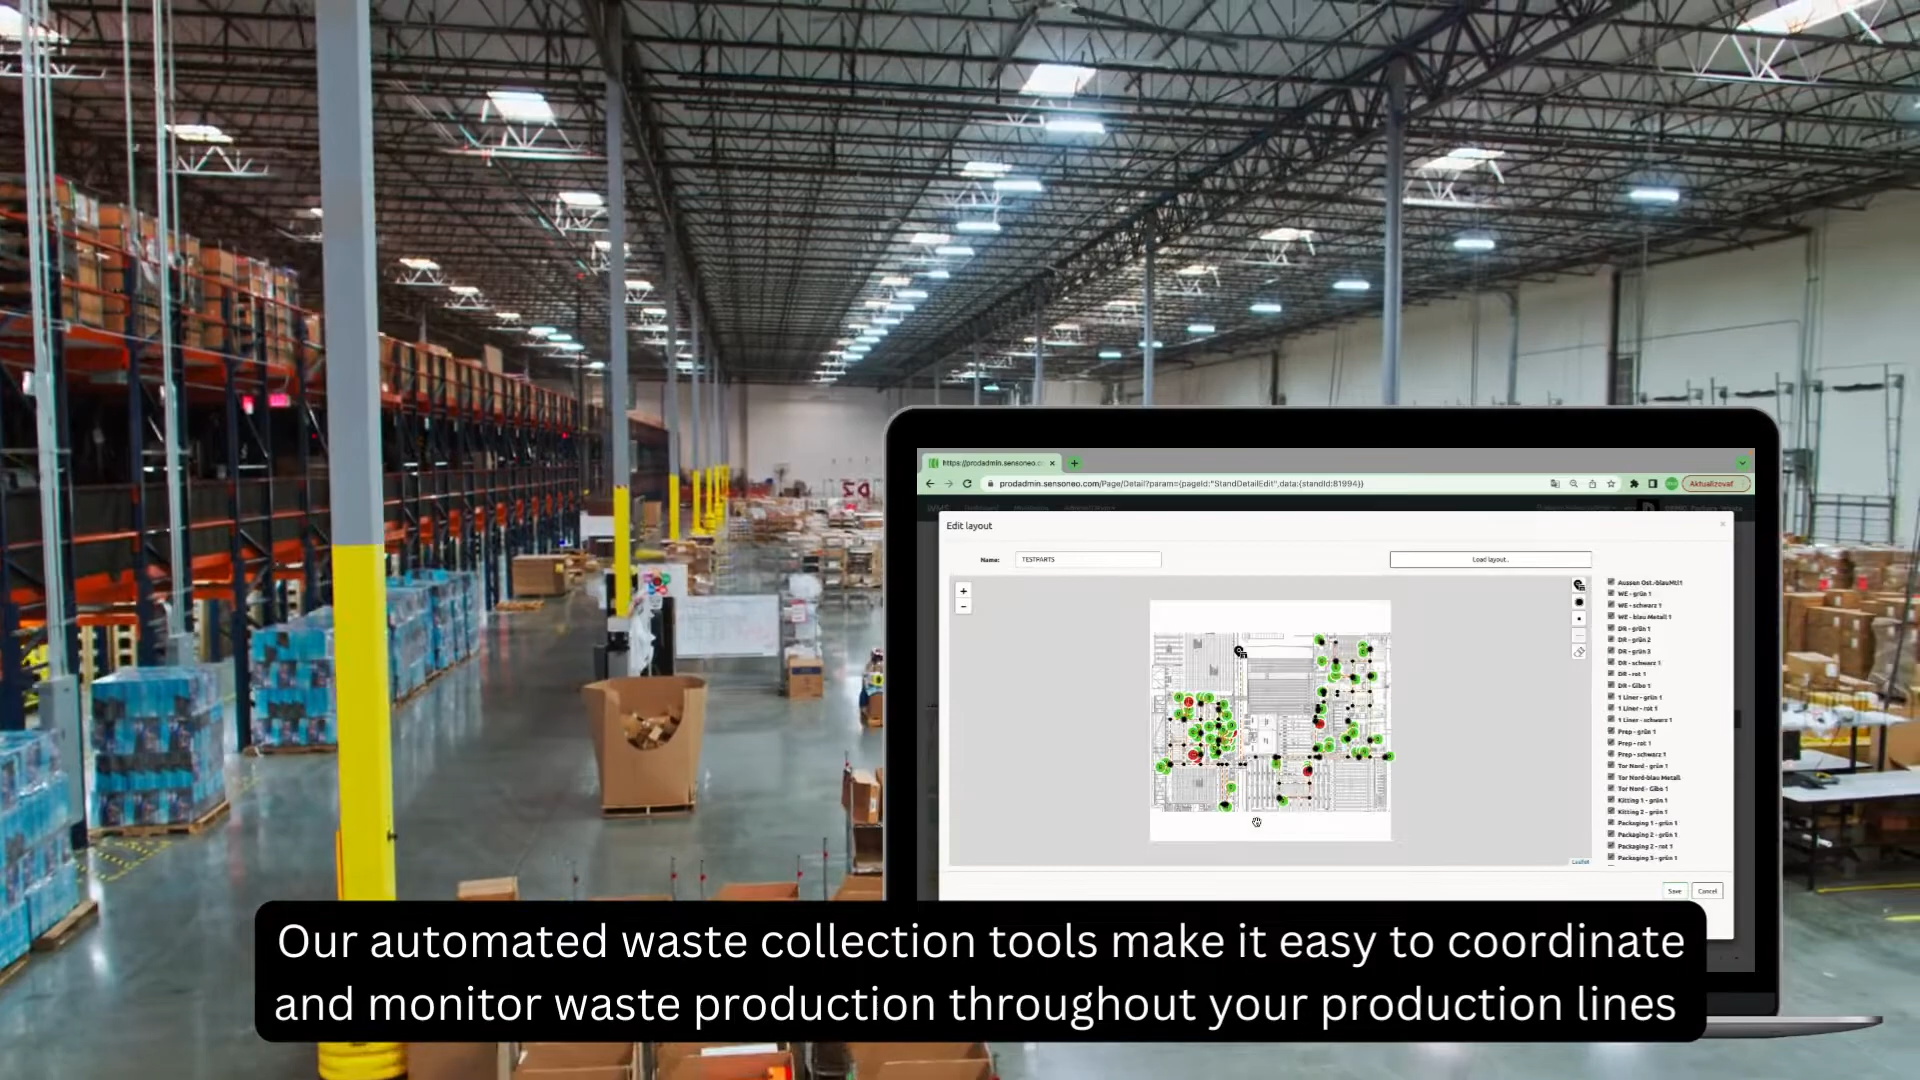 https://prodadmin.sensoneo.c
prodadmin.sensoneo.com/Page/Detail?param={pageId:"StandDetailEdit",data:{standId:81994}}
Aktualizovať
Edit layout
Name:
TESTPARTS
Load layout..
+
−
Aussen Ost.-blauMtl1
WE - grün 1
WE - schwarz 1
WE - blau Metall 1
DR - grün 1
DR - grün 2
DR - grün 3
DR - schwarz 1
DR - rot 1
DR - Gibo 1
1 Liner - grün 1
1 Liner - rot 1
1 Liner - schwarz 1
Prep - grün 1
Prep - rot 1
Prep - schwarz 1
Tor Nord - grün 1
Tor Nord-blau Metall
Tor Nord - Gibo 1
Kitting 1 - grün 1
Kitting 2 - grün 1
Packaging 1 - grün 1
Packaging 2 - grün 1
Packaging 2 - rot 1
Packaging 3 - grün 1
Leaflet
Save
Cancel
Our automated waste collection tools make it easy to coordinate
and monitor waste production throughout your production lines